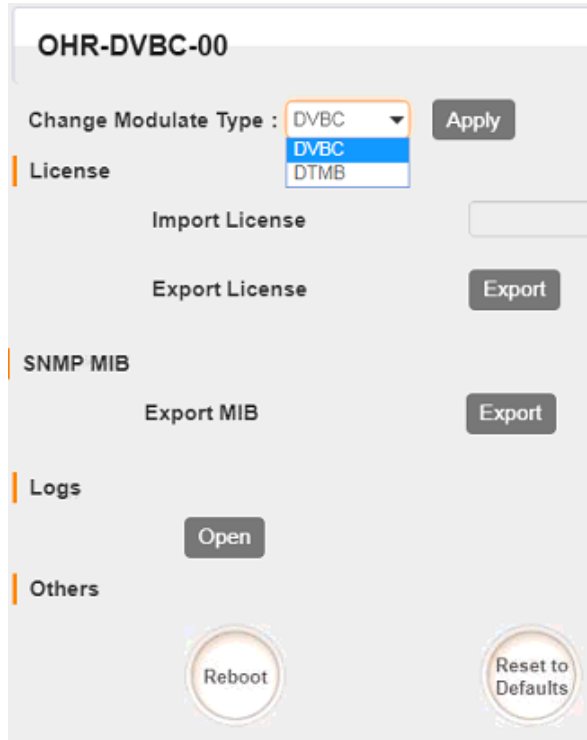 OHR-DVBC-00
Change Modulate Type : DVBC Apply
DVBC
DTMB
License
Import License
Export License Export
SNMP MIB
Export MIB Export
Logs
Open
Others
Reboot
Reset to
Defaults